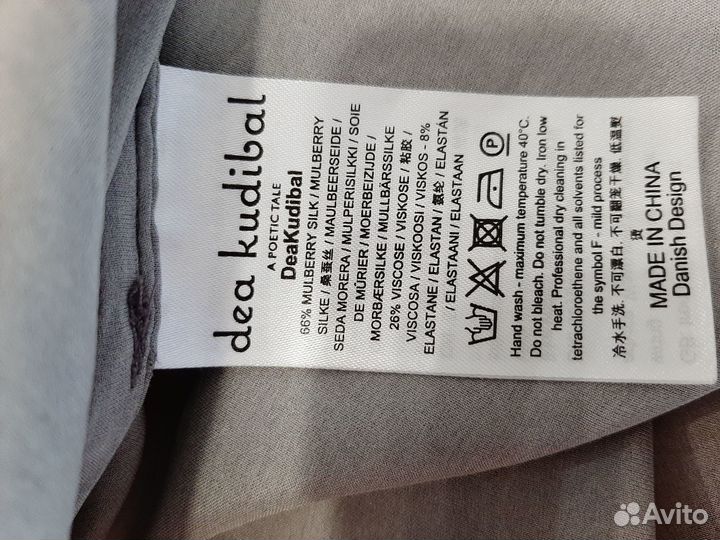 dea kudibal
A POETIC TALE
DeaKudibal
66% MULBERRY SILK / MULBERRY
SILKE / 桑蚕丝 / MAULBEERSEIDE /
SEDA MORERA / MULPERISILKKI / SOIE
DE MÛRIER / MOERBEIZIJDE /
MORBÆRSILKE / MULLBÄRSSILKE
26% VISCOSE / VISKOSE / 粘胶 /
VISCOSA / VISKOOSI / VISKOS - 8%
ELASTANE / ELASTAN / 氨纶 / ELASTÁN
/ ELASTAANI / ELASTAAN
P
Hand wash - maximum temperature 40°C.
Do not bleach. Do not tumble dry. Iron low
heat. Professional dry cleaning in
tetrachloroethene and all solvents listed for
the symbol F - mild process
冷水手洗. 不可漂白. 不可翻滚干燥. 低温熨
烫
MADE IN CHINA
Danish Design
Avito